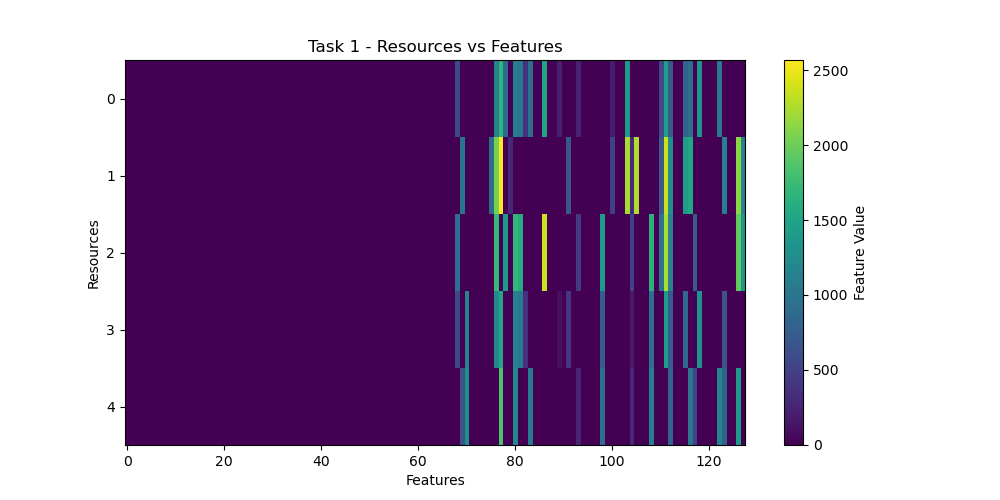 Task 1 - Resources vs Features
Resources
0
1
2
3
4
0 20 40 60 80 100 120
Features
2500
2000
1500
1000
500
0
Feature Value